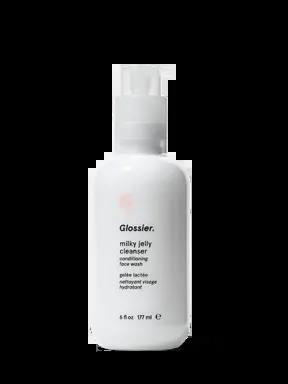 Glossier.
milky jelly
cleanser
conditioning
face wash
gelée lactée
nettoyant visage
hydratant
6 fl oz 177 ml ℮